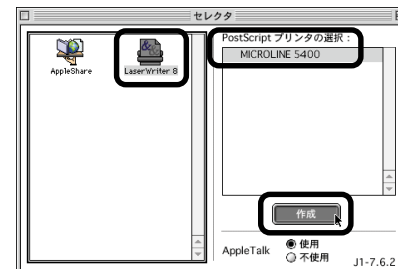 セレクタ
PostScript プリンタの選択：
MICROLINE 5400
AppleShare
LaserWriter 8
作成
AppleTalk
使用
不使用
J1-7.6.2